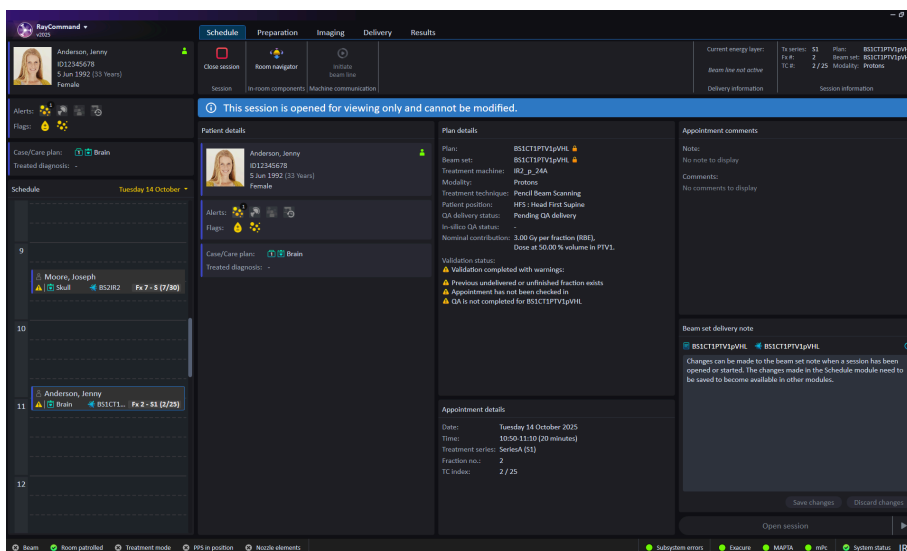 RayCommand
v2025
Schedule Preparation Imaging Delivery Results
Anderson, Jenny
ID12345678
5 Jun 1992 (33 Years)
Female
Close session
Room navigator
Initiate
beam line
Session
In-room components
Machine communication
Current energy layer:
Beam line not active
Delivery information
Tx series: S1
Fx #: 2
TC #: 2 / 25
Plan: BS1CT1PTV1pVH
Beam set: BS1CT1PTV1pVH
Modality: Protons
Session information
Alerts:
Flags:
Case/Care plan: Brain
Treated diagnosis: -
This session is opened for viewing only and cannot be modified.
Schedule Tuesday 14 October
9
Moore, Joseph
Skull BS2IR2 Fx 7 - S (7/30)
10
Anderson, Jenny
11
Brain BS1CT1... Fx 2 - S1 (2/25)
12
Patient details
Anderson, Jenny
ID12345678
5 Jun 1992 (33 Years)
Female
Alerts:
Flags:
Case/Care plan: Brain
Treated diagnosis: -
Plan details
Plan: BS1CT1PTV1pVHL
Beam set: BS1CT1PTV1pVHL
Treatment machine: IR2_p_24A
Modality: Protons
Treatment technique: Pencil Beam Scanning
Patient position: HFS : Head First Supine
QA delivery status: Pending QA delivery
In-silico QA status: -
Nominal contribution: 3.00 Gy per fraction (RBE),
Dose at 50.00 % volume in PTV1.
Validation status:
Validation completed with warnings:
Previous undelivered or unfinished fraction exists
Appointment has not been checked in
QA is not completed for BS1CT1PTV1pVHL
Appointment details
Date: Tuesday 14 October 2025
Time: 10:50-11:10 (20 minutes)
Treatment series: SeriesA (S1)
Fraction no.: 2
TC index: 2 / 25
Appointment comments
Note:
No note to display
Comments:
No comments to display
Beam set delivery note
BS1CT1PTV1pVHL BS1CT1PTV1pVHL
Changes can be made to the beam set note when a session has been
opened or started. The changes made in the Schedule module need to
be saved to become available in other modules.
Save changes Discard changes
Open session
Beam Room patrolled Treatment mode PPS in position Nozzle elements Subsystem errors Exacure MAPTA mPc System status